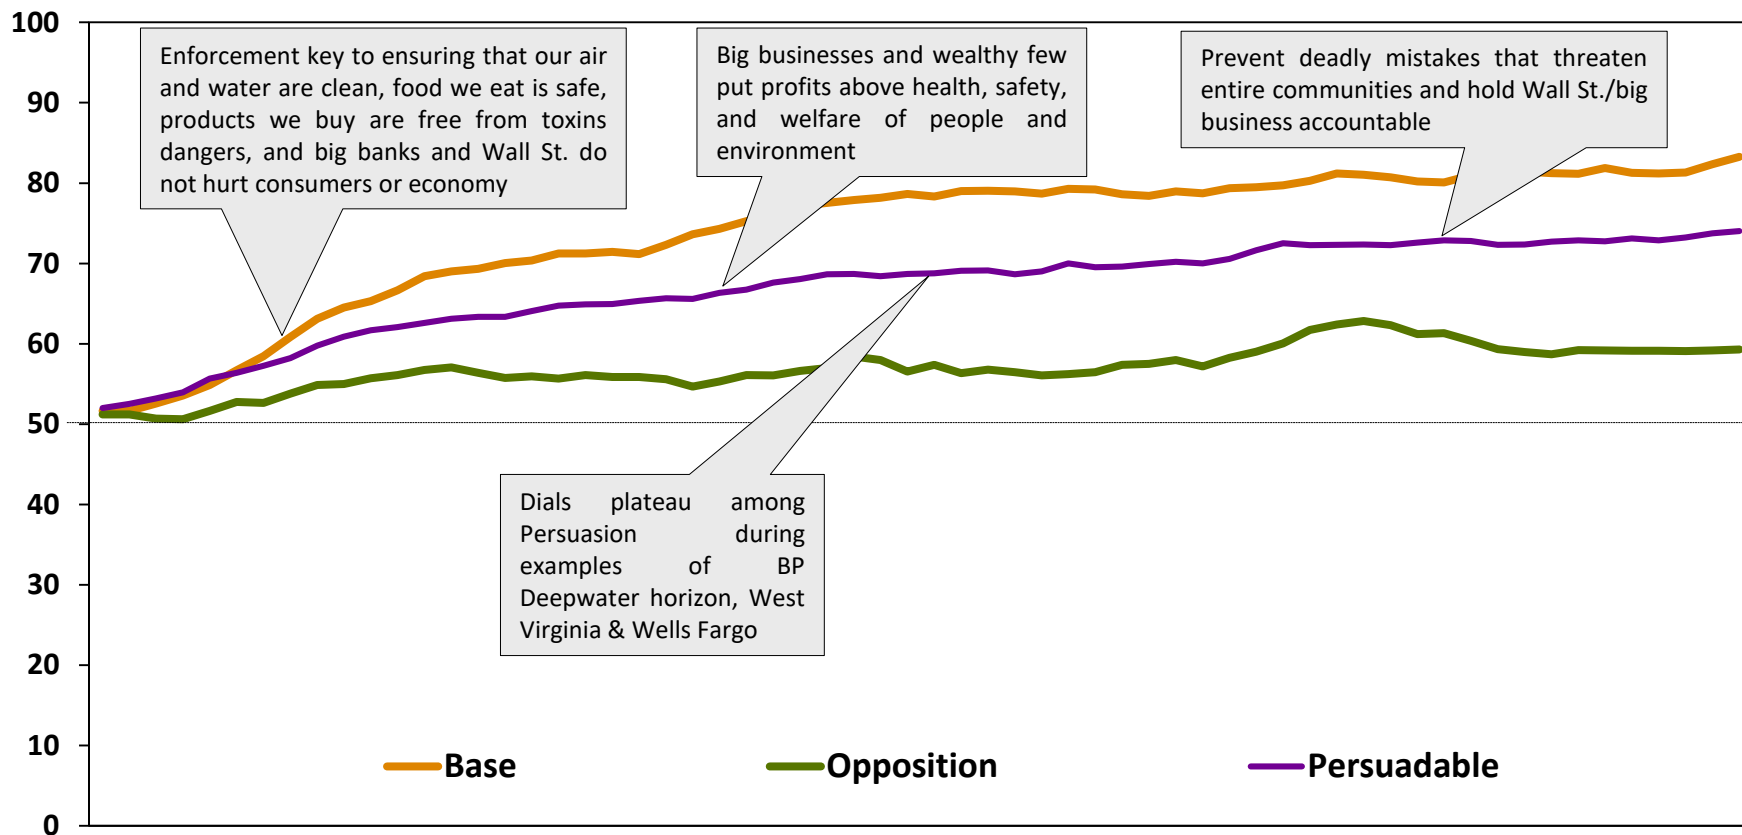 100
90
80
70
60
50
40
30
20
10
0
Enforcement key to ensuring that our air
and water are clean, food we eat is safe,
products we buy are free from toxins
dangers, and big banks and Wall St. do
not hurt consumers or economy
Big businesses and wealthy few
put profits above health, safety,
and welfare of people and
environment
Prevent deadly mistakes that threaten
entire communities and hold Wall St./big
business accountable
Dials plateau among
Persuasion during
examples of BP
Deepwater horizon, West
Virginia & Wells Fargo
Base
Opposition
Persuadable